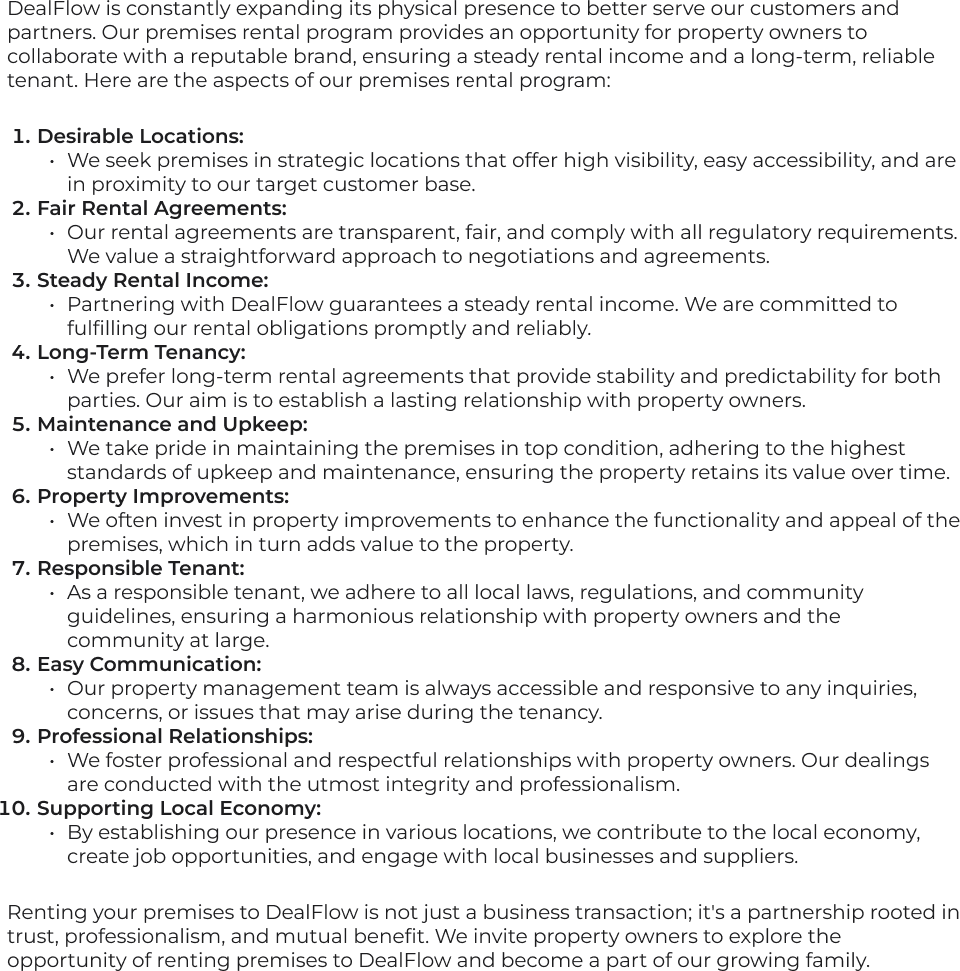 DealFlow is constantly expanding its physical presence to better serve our customers and
partners. Our premises rental program provides an opportunity for property owners to
collaborate with a reputable brand, ensuring a steady rental income and a long-term, reliable
tenant. Here are the aspects of our premises rental program:
1. Desirable Locations:
• We seek premises in strategic locations that offer high visibility, easy accessibility, and are
in proximity to our target customer base.
2. Fair Rental Agreements:
• Our rental agreements are transparent, fair, and comply with all regulatory requirements.
We value a straightforward approach to negotiations and agreements.
3. Steady Rental Income:
• Partnering with DealFlow guarantees a steady rental income. We are committed to
fulfilling our rental obligations promptly and reliably.
4. Long-Term Tenancy:
• We prefer long-term rental agreements that provide stability and predictability for both
parties. Our aim is to establish a lasting relationship with property owners.
5. Maintenance and Upkeep:
• We take pride in maintaining the premises in top condition, adhering to the highest
standards of upkeep and maintenance, ensuring the property retains its value over time.
6. Property Improvements:
• We often invest in property improvements to enhance the functionality and appeal of the
premises, which in turn adds value to the property.
7. Responsible Tenant:
• As a responsible tenant, we adhere to all local laws, regulations, and community
guidelines, ensuring a harmonious relationship with property owners and the
community at large.
8. Easy Communication:
• Our property management team is always accessible and responsive to any inquiries,
concerns, or issues that may arise during the tenancy.
9. Professional Relationships:
• We foster professional and respectful relationships with property owners. Our dealings
are conducted with the utmost integrity and professionalism.
10. Supporting Local Economy:
• By establishing our presence in various locations, we contribute to the local economy,
create job opportunities, and engage with local businesses and suppliers.
Renting your premises to DealFlow is not just a business transaction; it's a partnership rooted in
trust, professionalism, and mutual benefit. We invite property owners to explore the
opportunity of renting premises to DealFlow and become a part of our growing family.